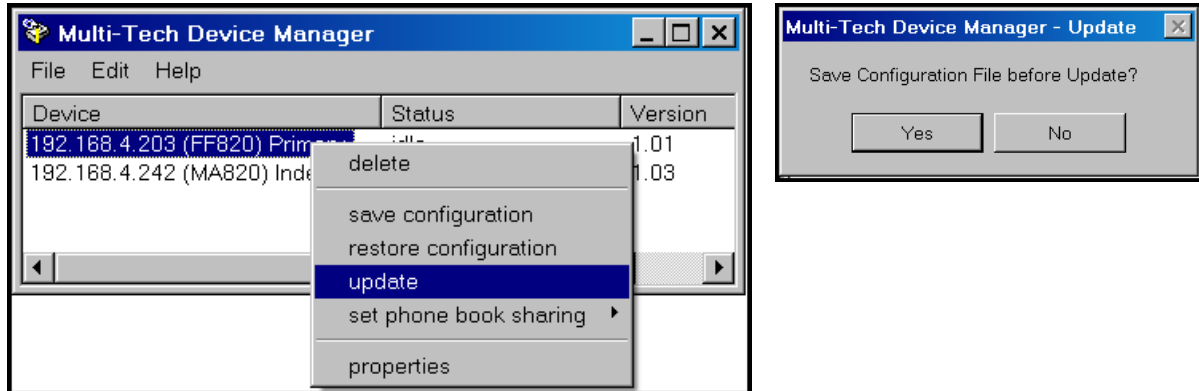 Multi-Tech Device Manager
File Edit Help
Device Status Version
192.168.4.203 (FF820) Primary idle 1.01
192.168.4.242 (MA820) Inde 1.03
delete
save configuration
restore configuration
update
set phone book sharing
properties
Multi-Tech Device Manager - Update
Save Configuration File before Update?
Yes No